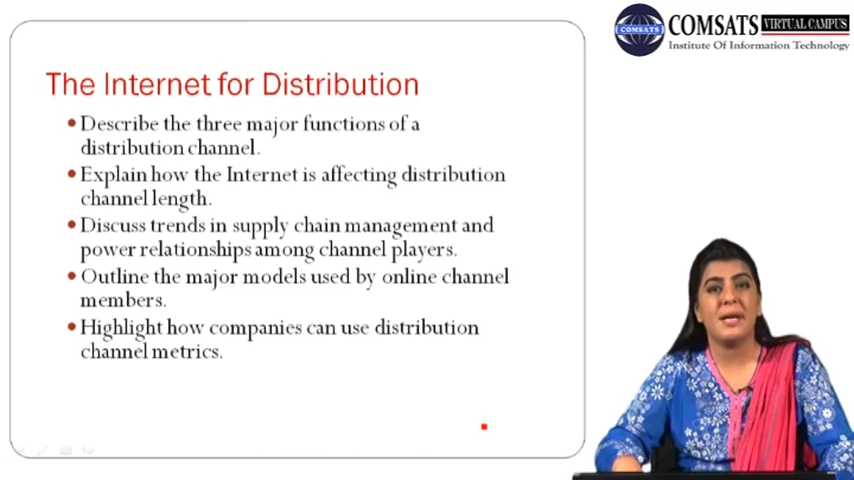 COMSATS VIRTUAL CAMPUS
Institute Of Information Technology
COMSATS
The Internet for Distribution
• Describe the three major functions of a
distribution channel.
• Explain how the Internet is affecting distribution
channel length.
• Discuss trends in supply chain management and
power relationships among channel players.
• Outline the major models used by online channel
members.
• Highlight how companies can use distribution
channel metrics.